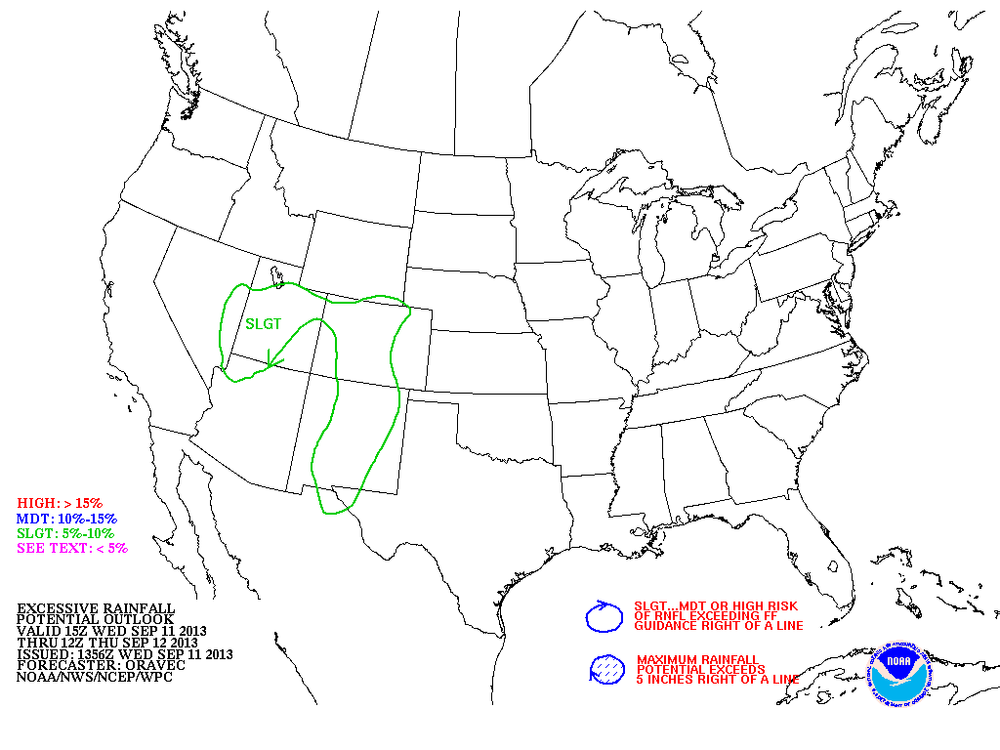 SLGT
HIGH: > 15%
MDT: 10%-15%
SLGT: 5%-10%
SEE TEXT: < 5%
EXCESSIVE RAINFALL
POTENTIAL OUTLOOK
VALID 15Z WED SEP 11 2013
THRU 12Z THU SEP 12 2013
ISSUED: 1356Z WED SEP 11 2013
FORECASTER: ORAVEC
NOAA/NWS/NCEP/WPC
SLGT...MDT OR HIGH RISK
OF RNFL EXCEEDING FF
GUIDANCE RIGHT OF A LINE
MAXIMUM RAINFALL
POTENTIAL EXCEEDS
5 INCHES RIGHT OF A LINE
NOAA